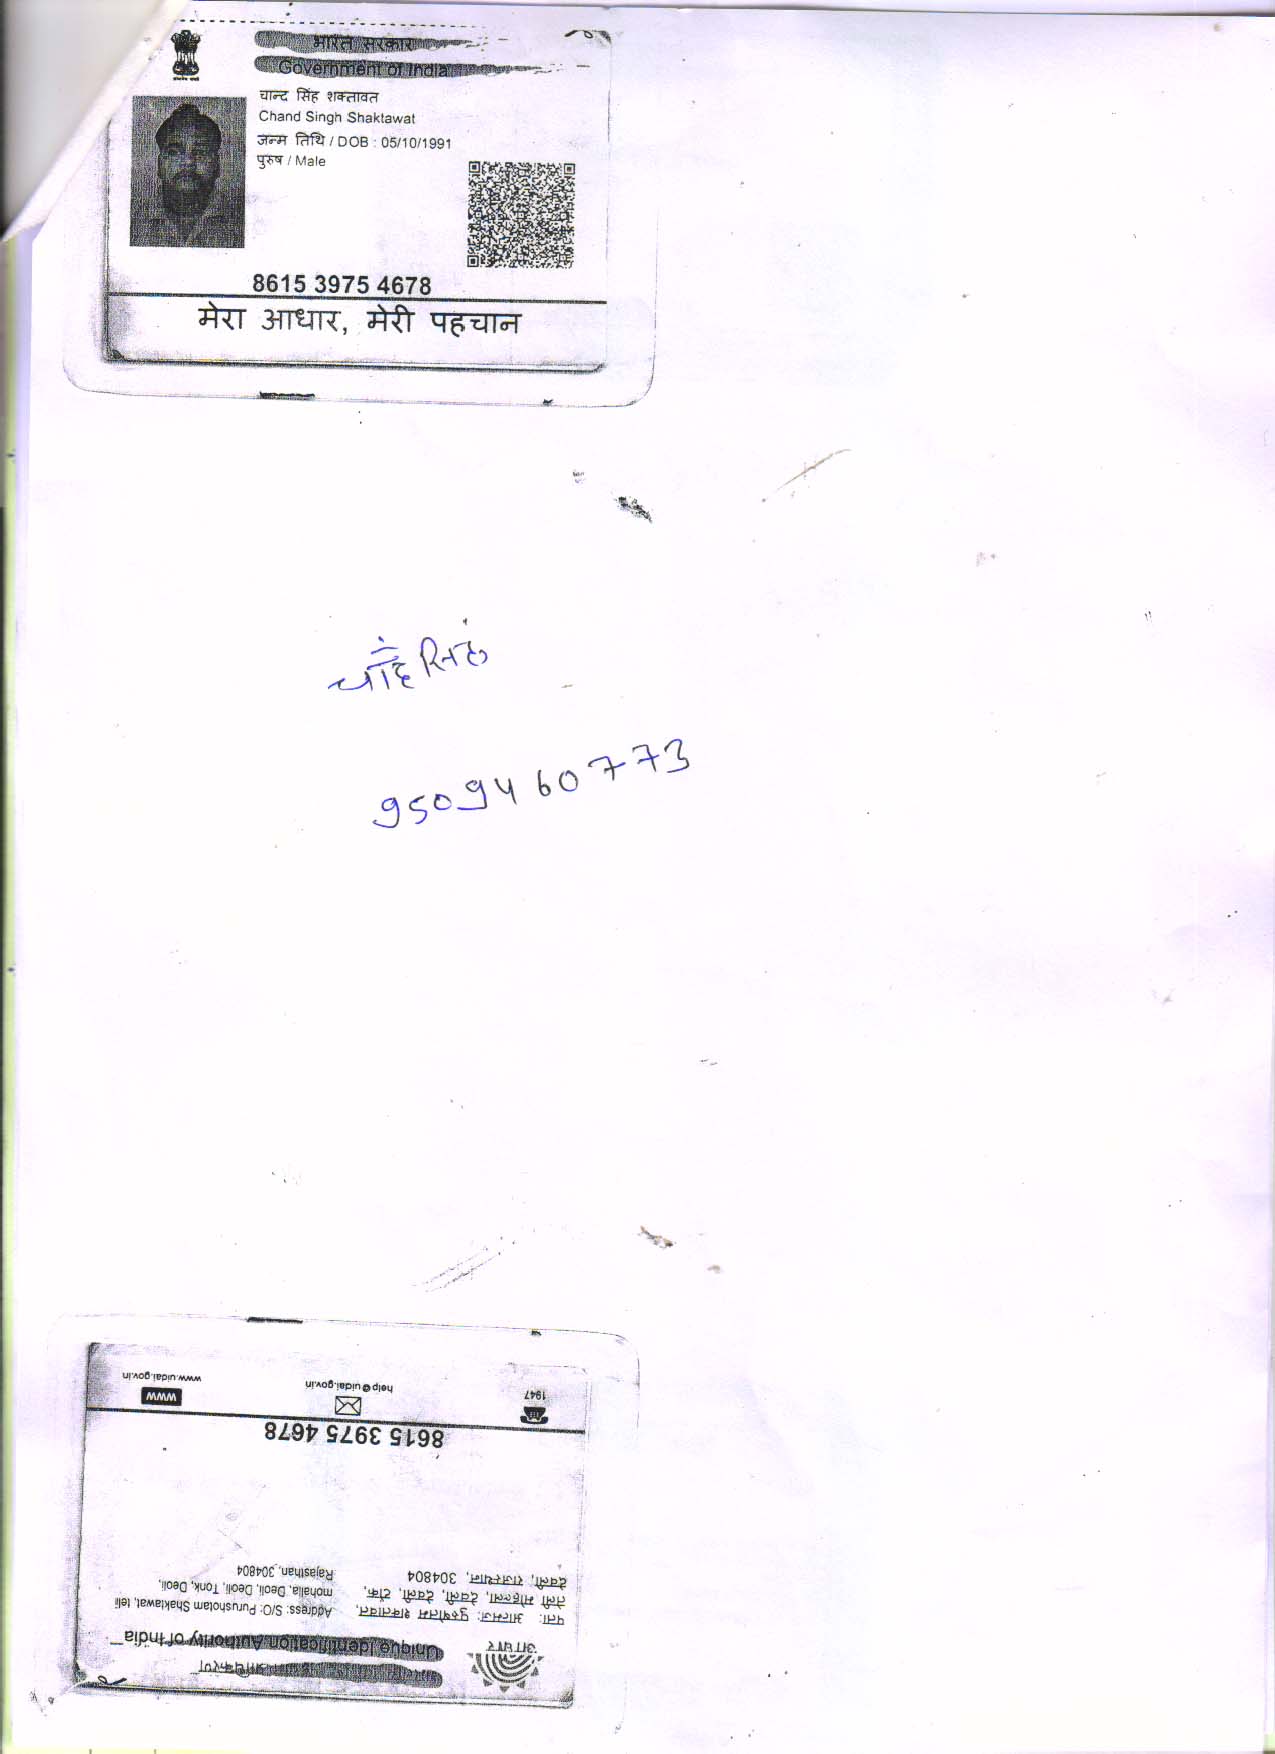 भारत सरकार
Government of India
चान्द सिंह शक्तावत
Chand Singh Shaktawat
जन्म तिथि / DOB : 05/10/1991
पुरुष / Male
8615 3975 4678
मेरा आधार, मेरी पहचान
चाँद सिंह
9509460773
आधार
Unique Identification Authority of India
पता: आत्मज: पुरुषोतम शक्तावत,
तेली मोहल्ला, देवली, देवली, टोंक,
देवली, राजस्थान, 304804
Address: S/O: Purushotam Shaktawat, teli
mohalla, Deoli, Deoli, Tonk, Deoli,
Rajasthan, 304804
8615 3975 4678
1947
help@uidai.gov.in
www
www.uidai.gov.in